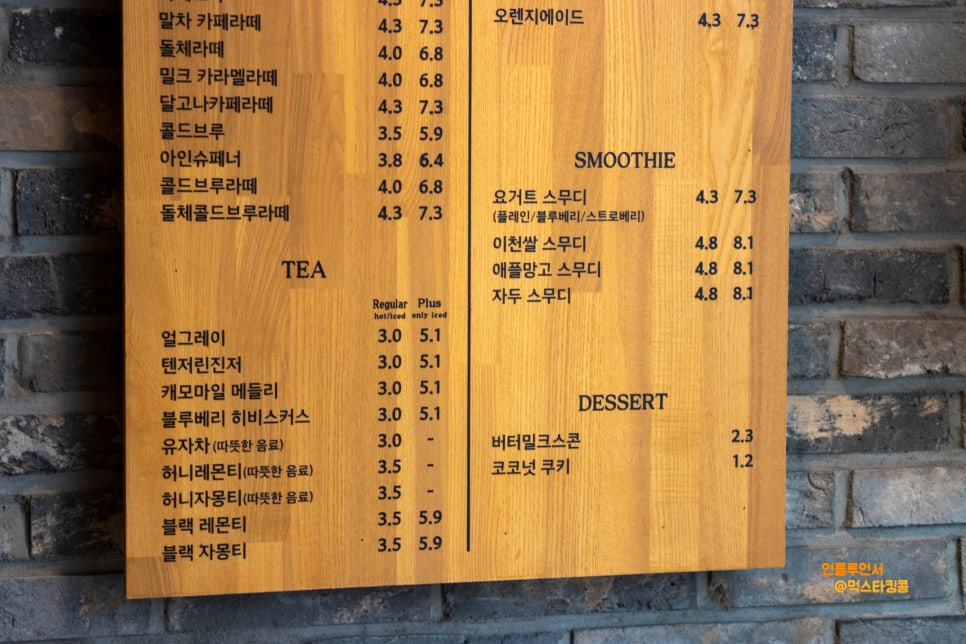 4.3 7.3
말차 카페라떼 4.3 7.3
돌체라떼 4.0 6.8
밀크 카라멜라떼 4.0 6.8
달고나카페라떼 4.3 7.3
콜드브루 3.5 5.9
아인슈페너 3.8 6.4
콜드브루라떼 4.0 6.8
돌체콜드브루라떼 4.3 7.3
TEA
Regular Plus
hot/iced only iced
얼그레이 3.0 5.1
텐저린진저 3.0 5.1
캐모마일 메들리 3.0 5.1
블루베리 히비스커스 3.0 5.1
유자차 (따뜻한 음료) 3.0 -
허니레몬티(따뜻한 음료) 3.5 -
허니자몽티(따뜻한 음료) 3.5 -
블랙 레몬티 3.5 5.9
블랙 자몽티 3.5 5.9
오렌지에이드 4.3 7.3
SMOOTHIE
요거트 스무디 4.3 7.3
(플레인/블루베리/스트로베리)
이천쌀 스무디 4.8 8.1
애플망고 스무디 4.8 8.1
자두 스무디 4.8 8.1
DESSERT
버터밀크스콘 2.3
코코넛 쿠키 1.2
인플루언서
@먹스타킹콩